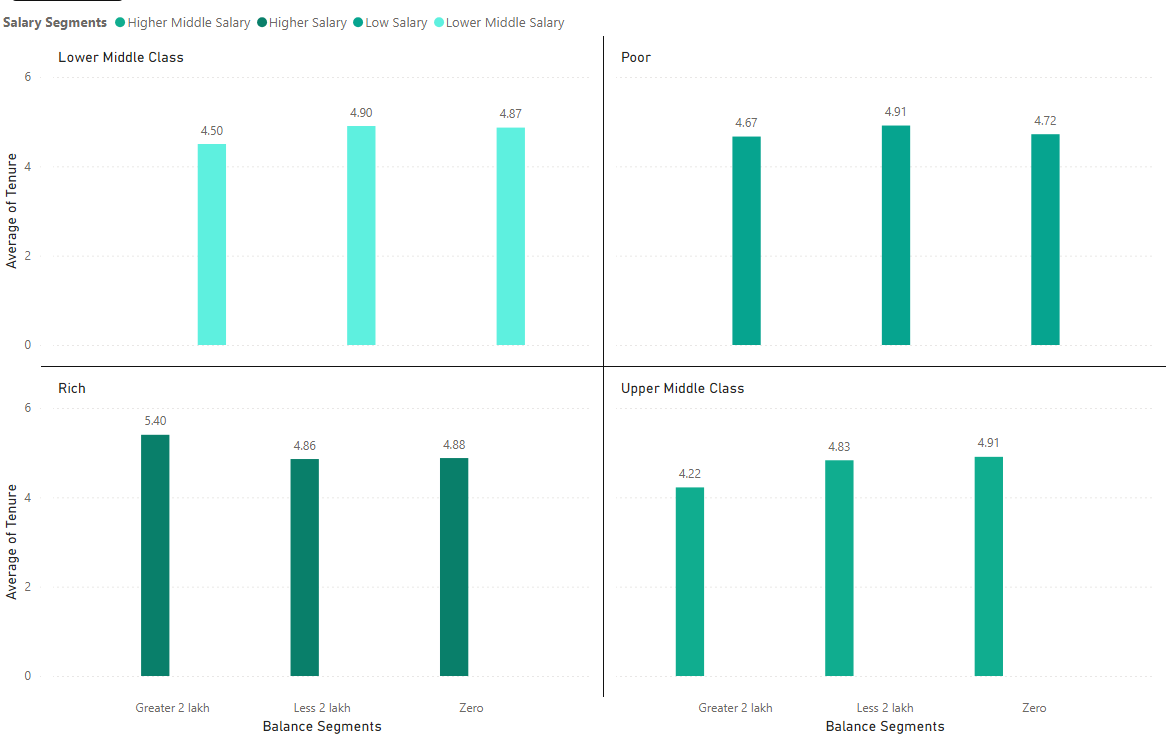 Salary Segments Higher Middle Salary Higher Salary Low Salary Lower Middle Salary
Lower Middle Class
6
4
2
0
Average of Tenure
4.50
4.90
4.87
Poor
4.67
4.91
4.72
Rich
6
4
2
0
Average of Tenure
5.40
4.86
4.88
Greater 2 lakh
Less 2 lakh
Zero
Balance Segments
Upper Middle Class
4.22
4.83
4.91
Greater 2 lakh
Less 2 lakh
Zero
Balance Segments